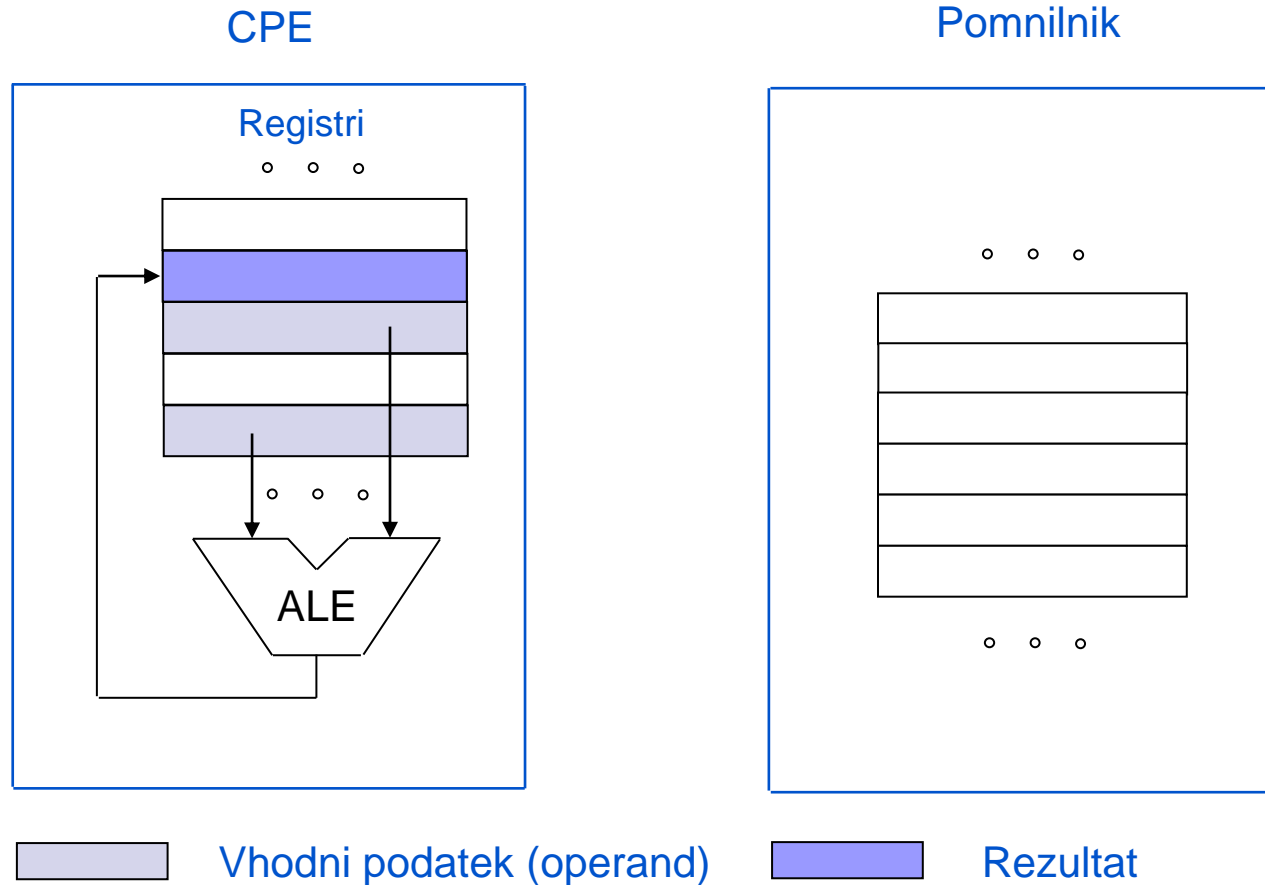 CPE
Pomnilnik
Registri
ALE
Vhodni podatek (operand)
Rezultat